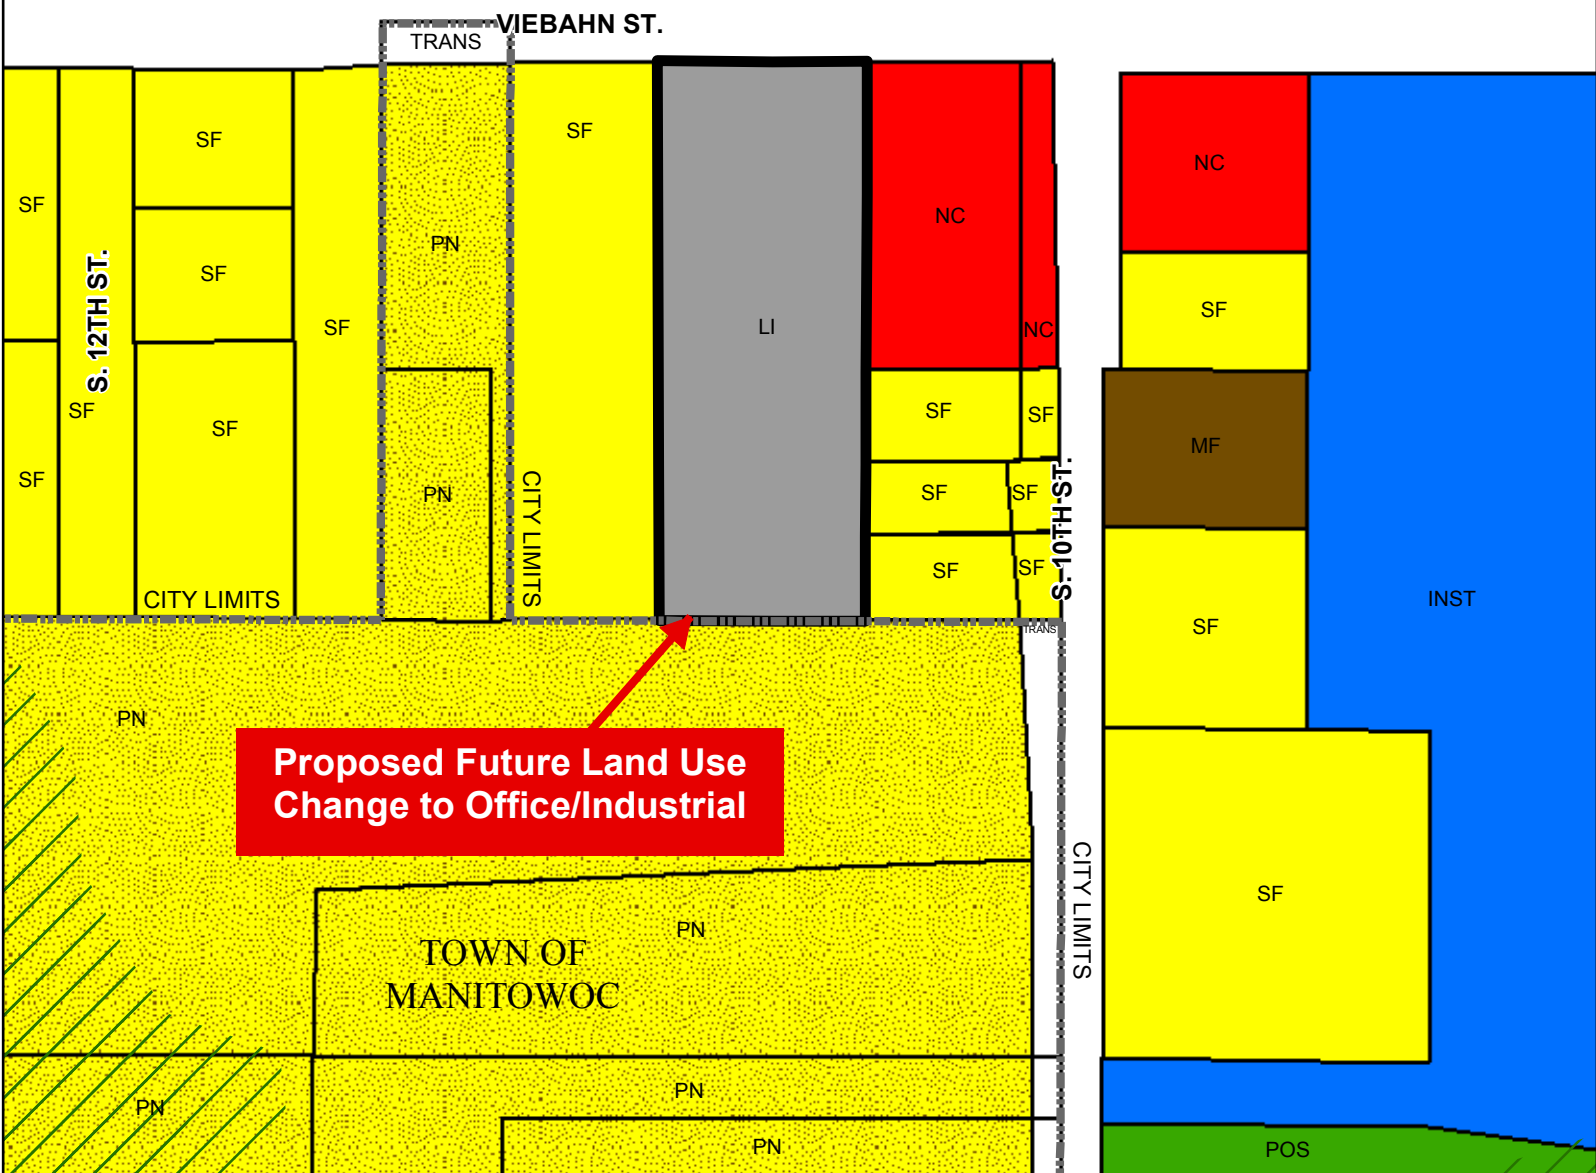 VIEBAHN ST.
TRANS
SF
SF
SF
NC
NC
SF
PN
SF
SF
LI
SF
NC
S. 12TH ST.
SF
SF
SF
SF
MF
SF
SF
PN
SF
SF
S. 10TH ST.
CITY LIMITS
SF
SF
CITY LIMITS
INST
SF
TRANS
PN
Proposed Future Land Use
Change to Office/Industrial
CITY LIMITS
SF
PN
TOWN OF
MANITOWOC
PN
PN
PN
POS